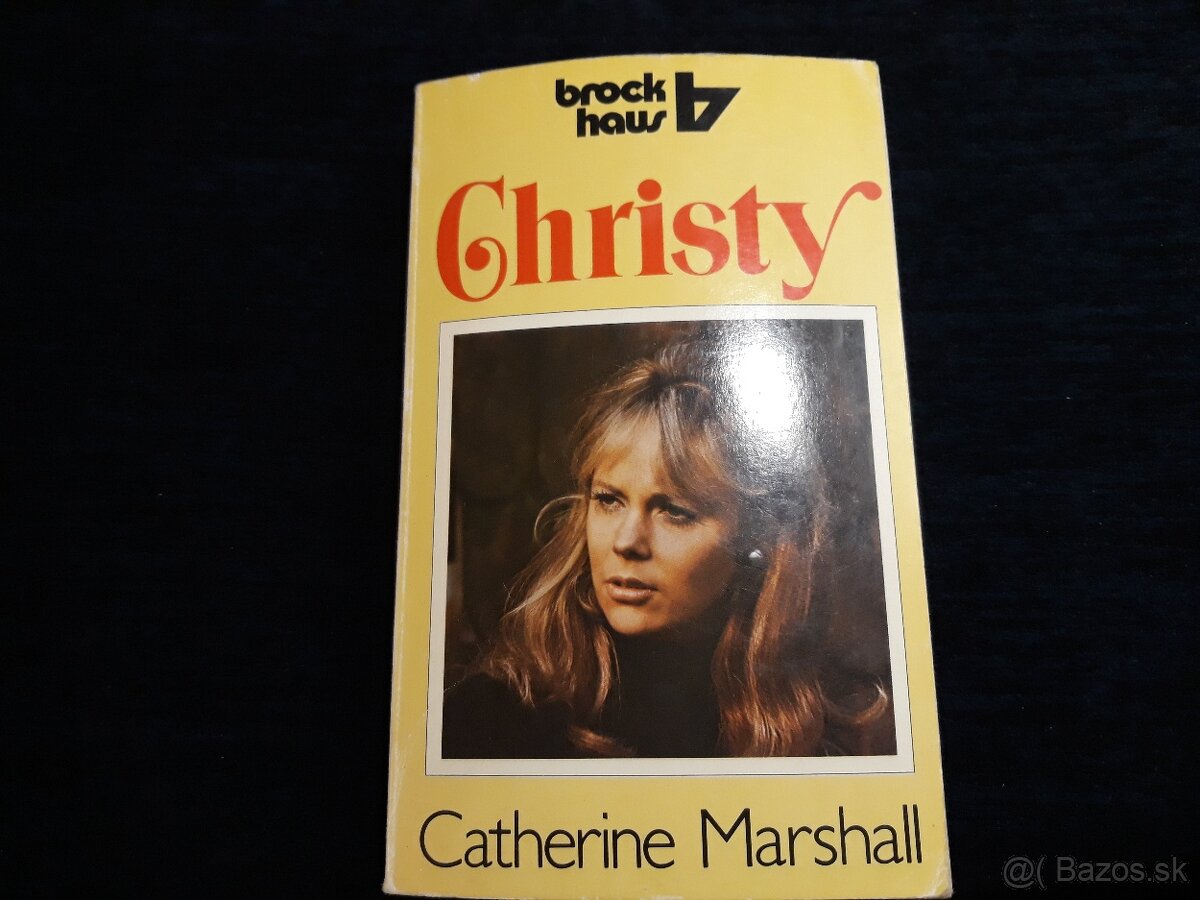 brock
haus
Christy
Catherine Marshall
@( Bazos.sk